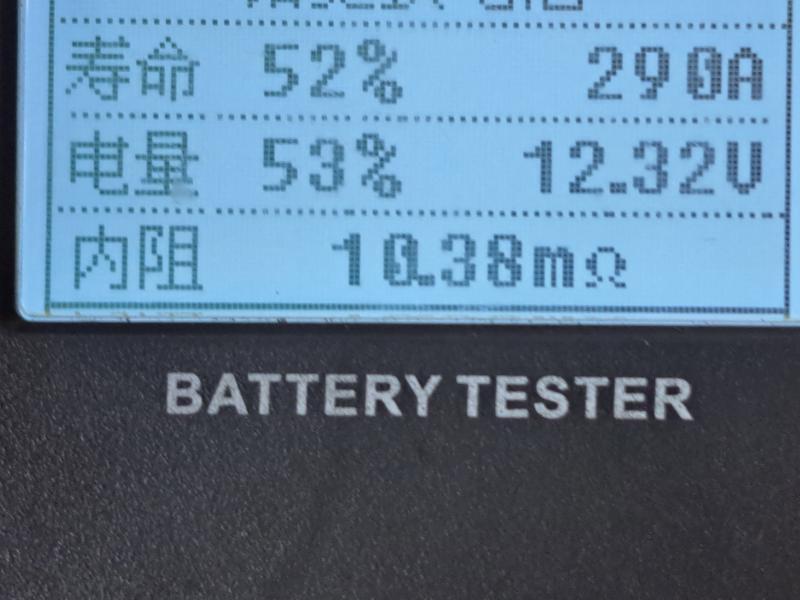 寿命 52% 290A
电量 53% 12.32V
内阻 10.38mΩ
BATTERY TESTER